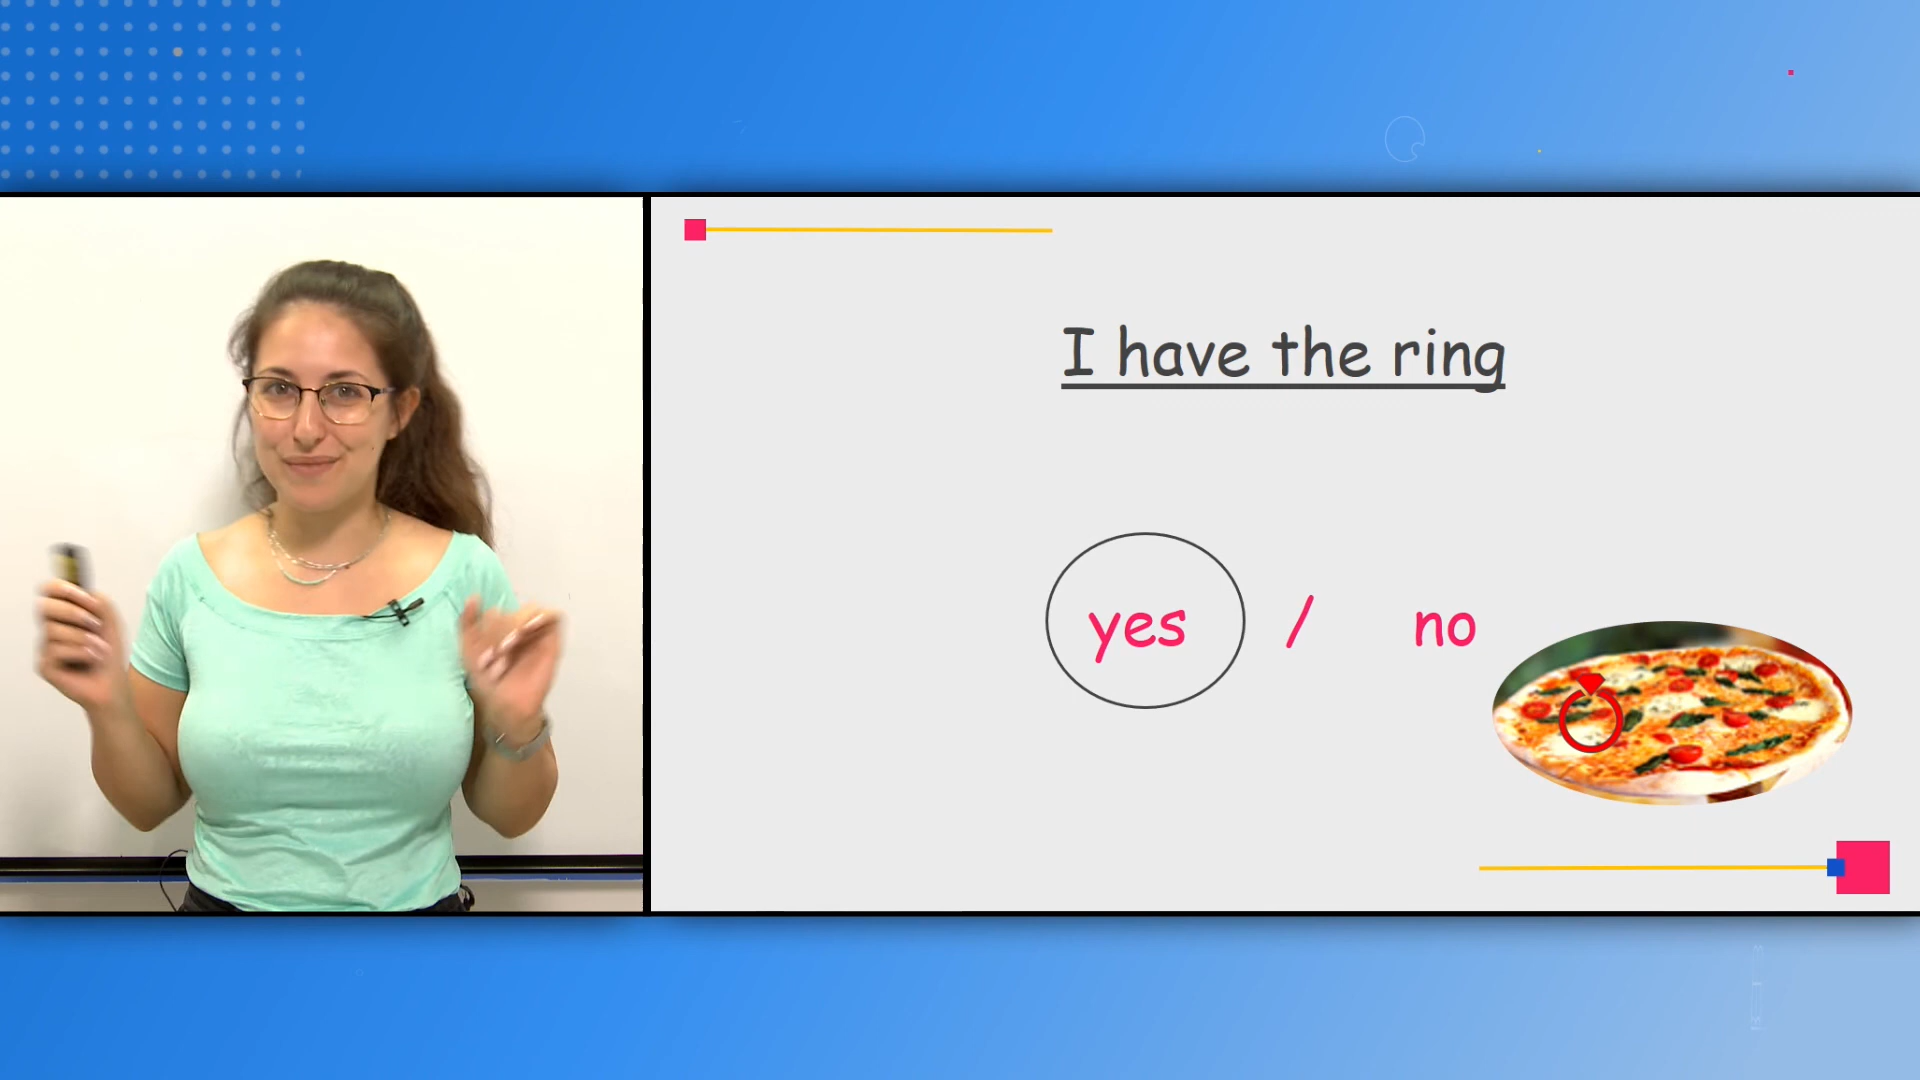 I have the ring
yes / no